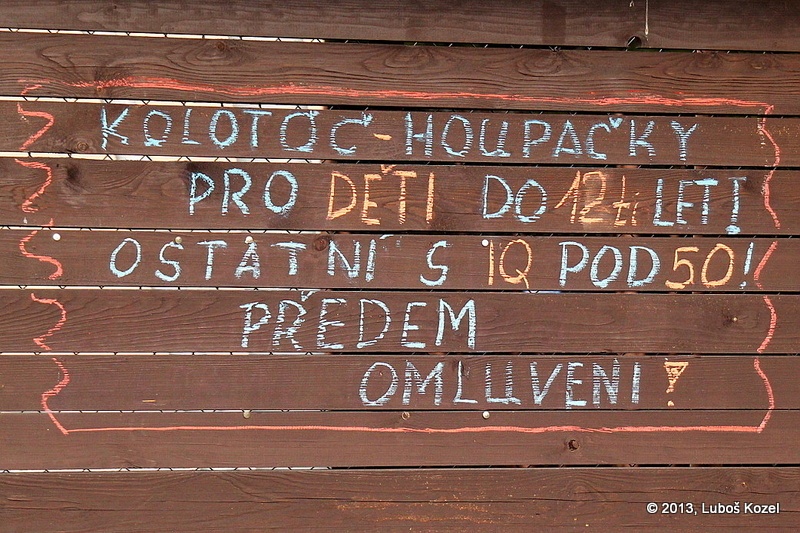 KOLOTOČ - HOUPAČKY
PRO DĚTI DO 12ti LET!
OSTATNÍ S IQ POD 50!
PŘEDEM
OMLUVENI!
© 2013, Luboš Kozel